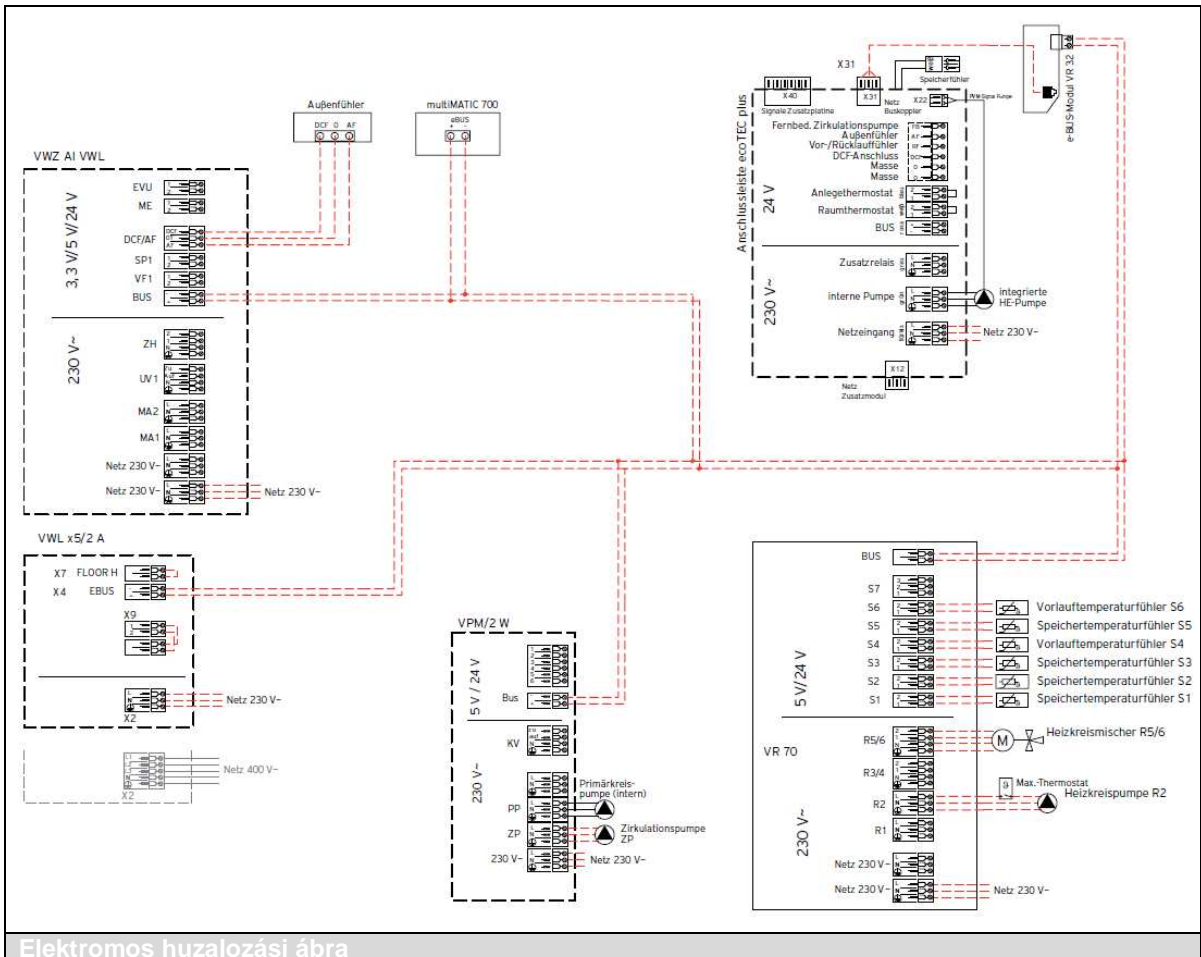 Außenfühler
DCF O AF
multiMATIC 700
eBUS
+ -
VWZ AI VWL
3,3 V/5 V/24 V
EVU
ME
DCF/AF
SP1
VF1
BUS
230 V~
ZH
UV1
MA2
MA1
Netz 230 V~
Netz 230 V~
Netz 230 V~
Anschlussleiste eco TEC plus
X40
Signale Zusatzplatine
X31
X31
Netz
Buskoppler
Speicherfühler
X22
PWM-Signal Pumpe
e-BUS-Modul VR 32
24 V
Fernbed. Zirkulationspumpe
Außenfühler
Vor-/Rücklauffühler
DCF-Anschluss
Masse
Masse
Anlegethermostat
Raumthermostat
BUS
230 V~
Zusatzrelais
interne Pumpe
integrierte
HE-Pumpe
Netzeingang
Netz 230 V~
X12
Netz
Zusatzmodul
VWL x5/2 A
X7 FLOOR H
X4 EBUS
X9
X2
Netz 230 V~
Netz 400 V~
X2
VPM/2 W
5 V / 24 V
Bus
230 V~
KV
PP
Primärkreis-
pumpe (intern)
ZP
Zirkulationspumpe
ZP
230 V~
Netz 230 V~
VR 70
5 V/ 24 V
BUS
S7
S6
Vorlauftemperaturfühler S6
S5
Speichertemperaturfühler S5
S4
Vorlauftemperaturfühler S4
S3
Speichertemperaturfühler S3
S2
Speichertemperaturfühler S2
S1
Speichertemperaturfühler S1
230 V~
R5/6
M
Heizkreismischer R5/6
R3/4
Max.-Thermostat
R2
Heizkreispumpe R2
R1
Netz 230 V~
Netz 230 V~
Netz 230 V~
Elektromos huzalozási ábra